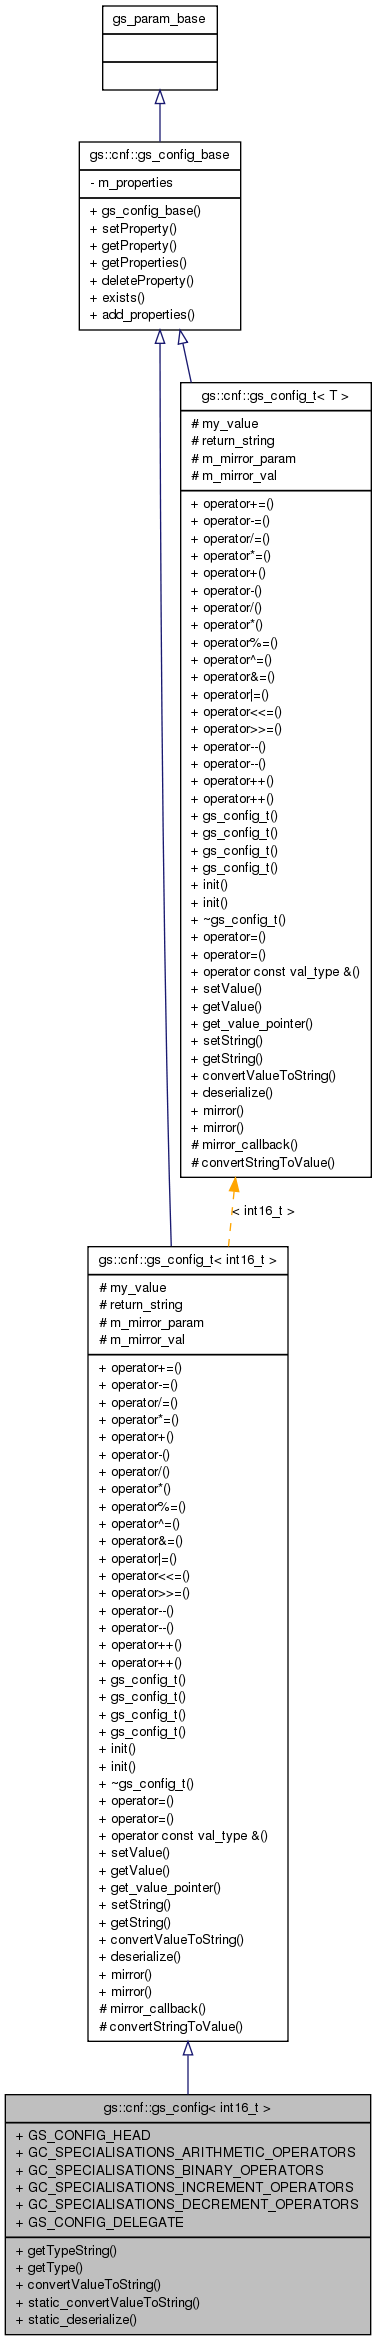 gs_param_base
gs::cnf::gs_config_base
- m_properties
+ gs_config_base()
+ setProperty()
+ getProperty()
+ getProperties()
+ deleteProperty()
+ exists()
+ add_properties()
gs::cnf::gs_config_t< T >
# my_value
# return_string
# m_mirror_param
# m_mirror_val
+ operator+=()
+ operator-=()
+ operator/=()
+ operator*=()
+ operator+()
+ operator-()
+ operator/()
+ operator*()
+ operator%=()
+ operator^=()
+ operator&=()
+ operator|=()
+ operator<<=()
+ operator>>=()
+ operator--()
+ operator--()
+ operator++()
+ operator++()
+ gs_config_t()
+ gs_config_t()
+ gs_config_t()
+ gs_config_t()
+ init()
+ init()
+ ~gs_config_t()
+ operator=()
+ operator=()
+ operator const val_type &()
+ setValue()
+ getValue()
+ get_value_pointer()
+ setString()
+ getString()
+ convertValueToString()
+ deserialize()
+ mirror()
+ mirror()
# mirror_callback()
# convertStringToValue()
< int16_t >
gs::cnf::gs_config_t< int16_t >
# my_value
# return_string
# m_mirror_param
# m_mirror_val
+ operator+=()
+ operator-=()
+ operator/=()
+ operator*=()
+ operator+()
+ operator-()
+ operator/()
+ operator*()
+ operator%=()
+ operator^=()
+ operator&=()
+ operator|=()
+ operator<<=()
+ operator>>=()
+ operator--()
+ operator--()
+ operator++()
+ operator++()
+ gs_config_t()
+ gs_config_t()
+ gs_config_t()
+ gs_config_t()
+ init()
+ init()
+ ~gs_config_t()
+ operator=()
+ operator=()
+ operator const val_type &()
+ setValue()
+ getValue()
+ get_value_pointer()
+ setString()
+ getString()
+ convertValueToString()
+ deserialize()
+ mirror()
+ mirror()
# mirror_callback()
# convertStringToValue()
gs::cnf::gs_config< int16_t >
+ GS_CONFIG_HEAD
+ GC_SPECIALISATIONS_ARITHMETIC_OPERATORS
+ GC_SPECIALISATIONS_BINARY_OPERATORS
+ GC_SPECIALISATIONS_INCREMENT_OPERATORS
+ GC_SPECIALISATIONS_DECREMENT_OPERATORS
+ GS_CONFIG_DELEGATE
+ getTypeString()
+ getType()
+ convertValueToString()
+ static_convertValueToString()
+ static_deserialize()